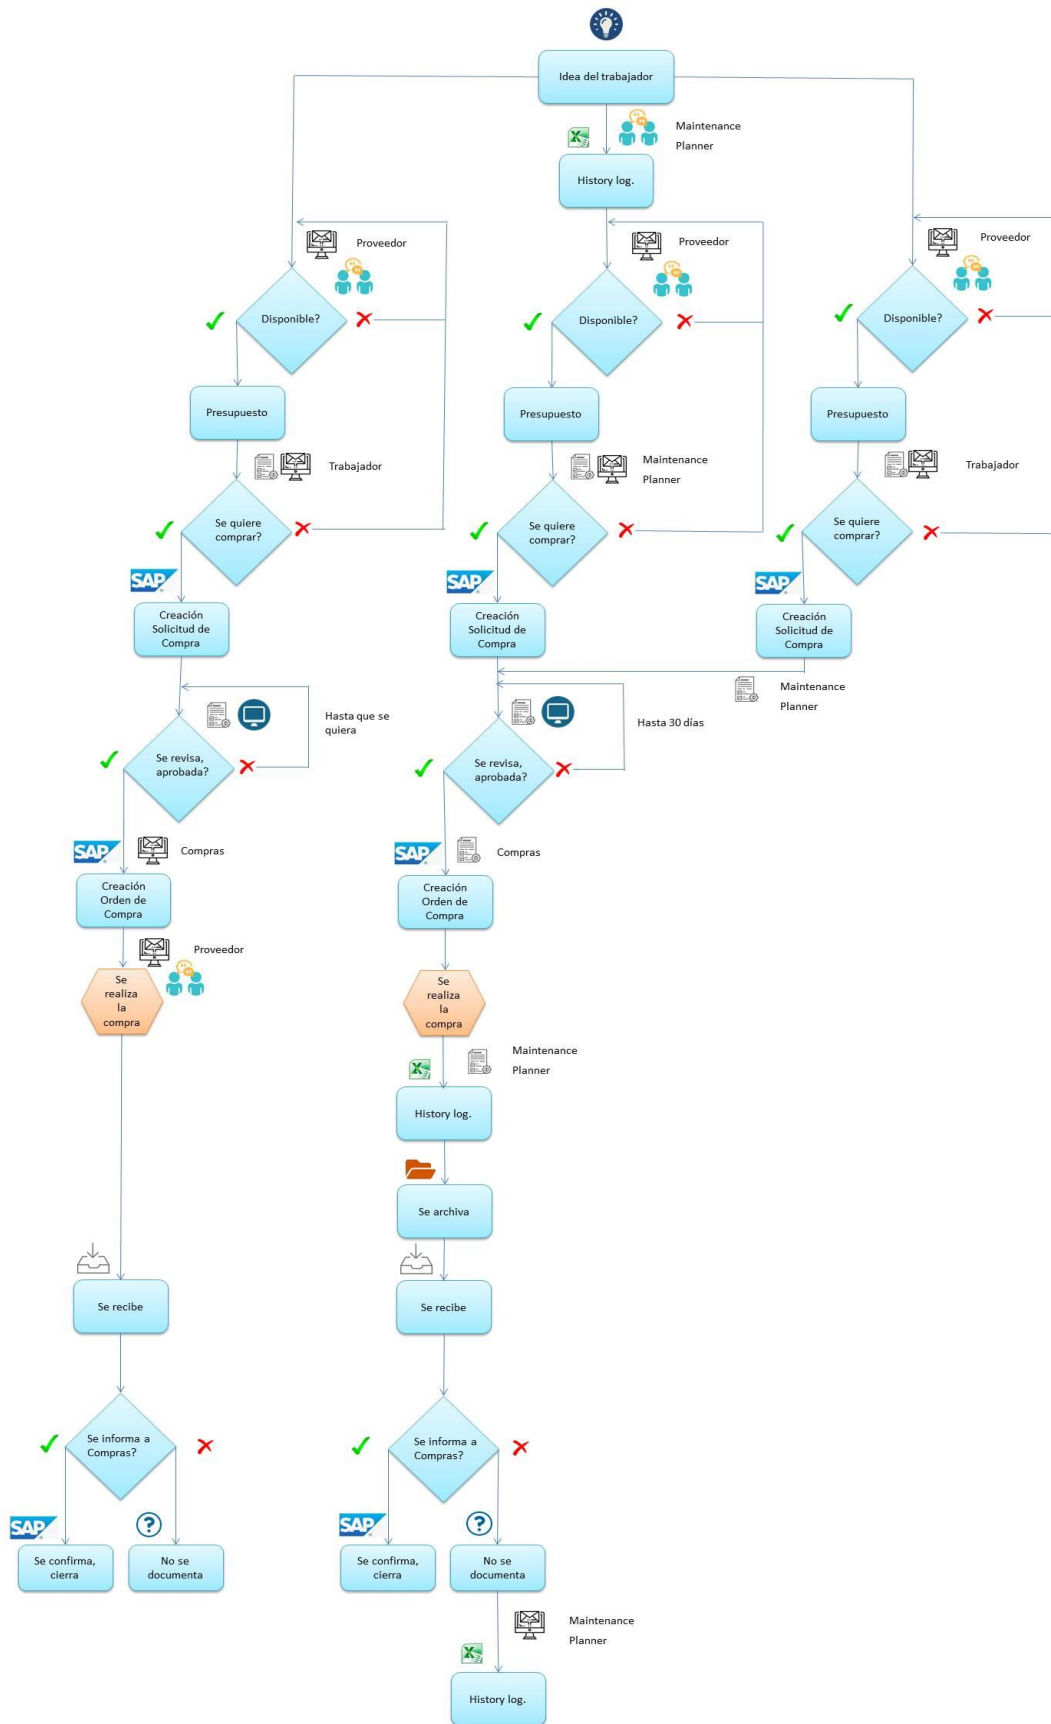 Idea del trabajador
Maintenance
Planner
History log.
Proveedor
Proveedor
Proveedor
Disponible?
Disponible?
Disponible?
Presupuesto
Presupuesto
Presupuesto
Trabajador
Maintenance
Planner
Trabajador
Se quiere
comprar?
Se quiere
comprar?
Se quiere
comprar?
SAP
SAP
SAP
Creación
Solicitud de
Compra
Creación
Solicitud de
Compra
Creación
Solicitud de
Compra
Maintenance
Planner
Hasta que se
quiera
Hasta 30 días
Se revisa,
aprobada?
Se revisa,
aprobada?
SAP
Compras
SAP
Compras
Creación
Orden de
Compra
Creación
Orden de
Compra
Proveedor
Se
realiza
la
compra
Se
realiza
la
compra
Maintenance
Planner
History log.
Se archiva
Se recibe
Se recibe
Se informa a
Compras?
Se informa a
Compras?
SAP
?
SAP
?
Se confirma,
cierra
No se
documenta
Se confirma,
cierra
No se
documenta
Maintenance
Planner
History log.